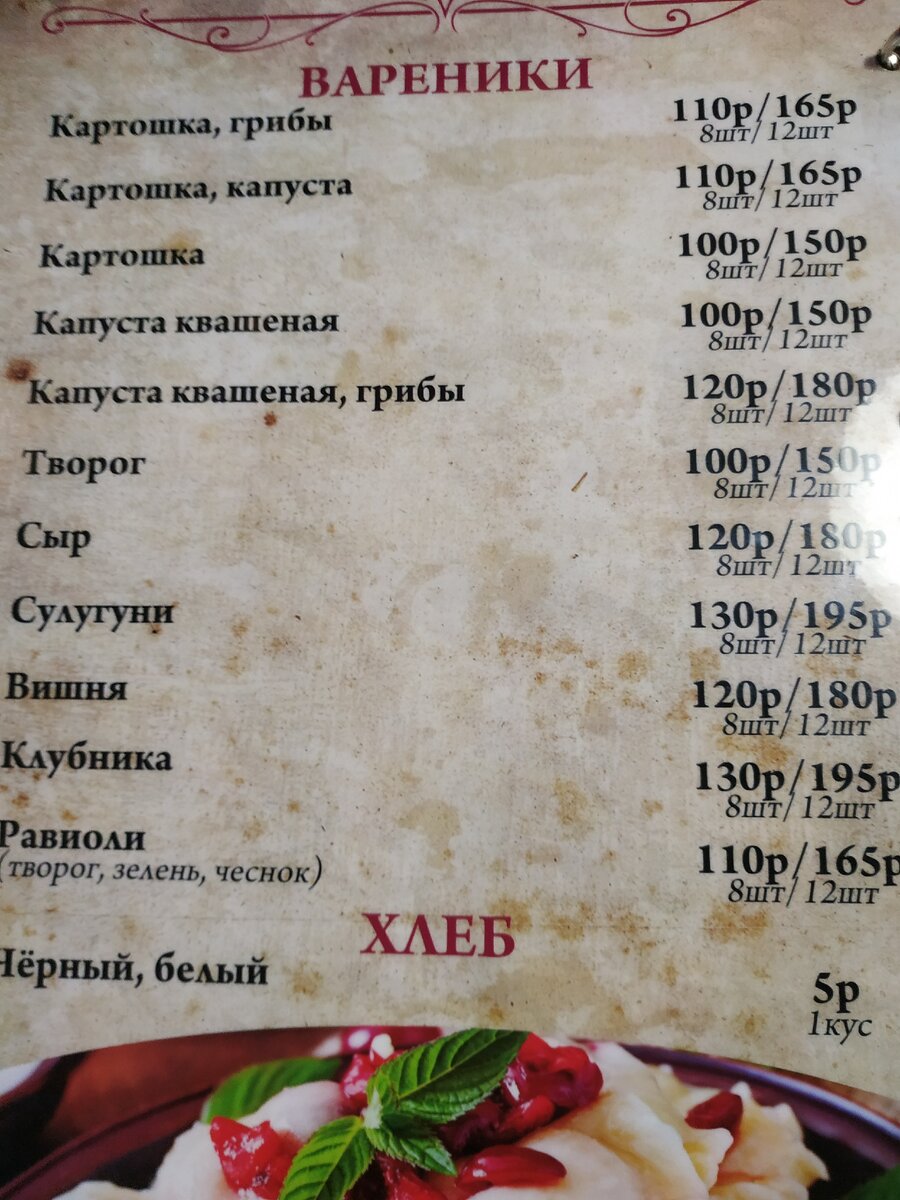 ВАРЕНИКИ
Картошка, грибы 110р/165р
8шт/12шт
Картошка, капуста 110р/165р
8шт/12шт
Картошка 100р/150р
8шт/12шт
Капуста квашеная 100р/150р
8шт/12шт
Капуста квашеная, грибы 120р/180р
8шт/12шт
Творог 100р/150р
8шт/12шт
Сыр 120р/180р
8шт/12шт
Сулугуни 130р/195р
8шт/12шт
Вишня 120р/180р
8шт/12шт
Клубника 130р/195р
8шт/12шт
Равиоли 110р/165р
(творог, зелень, чеснок) 8шт/12шт
ХЛЕБ
Чёрный, белый 5р
1кус